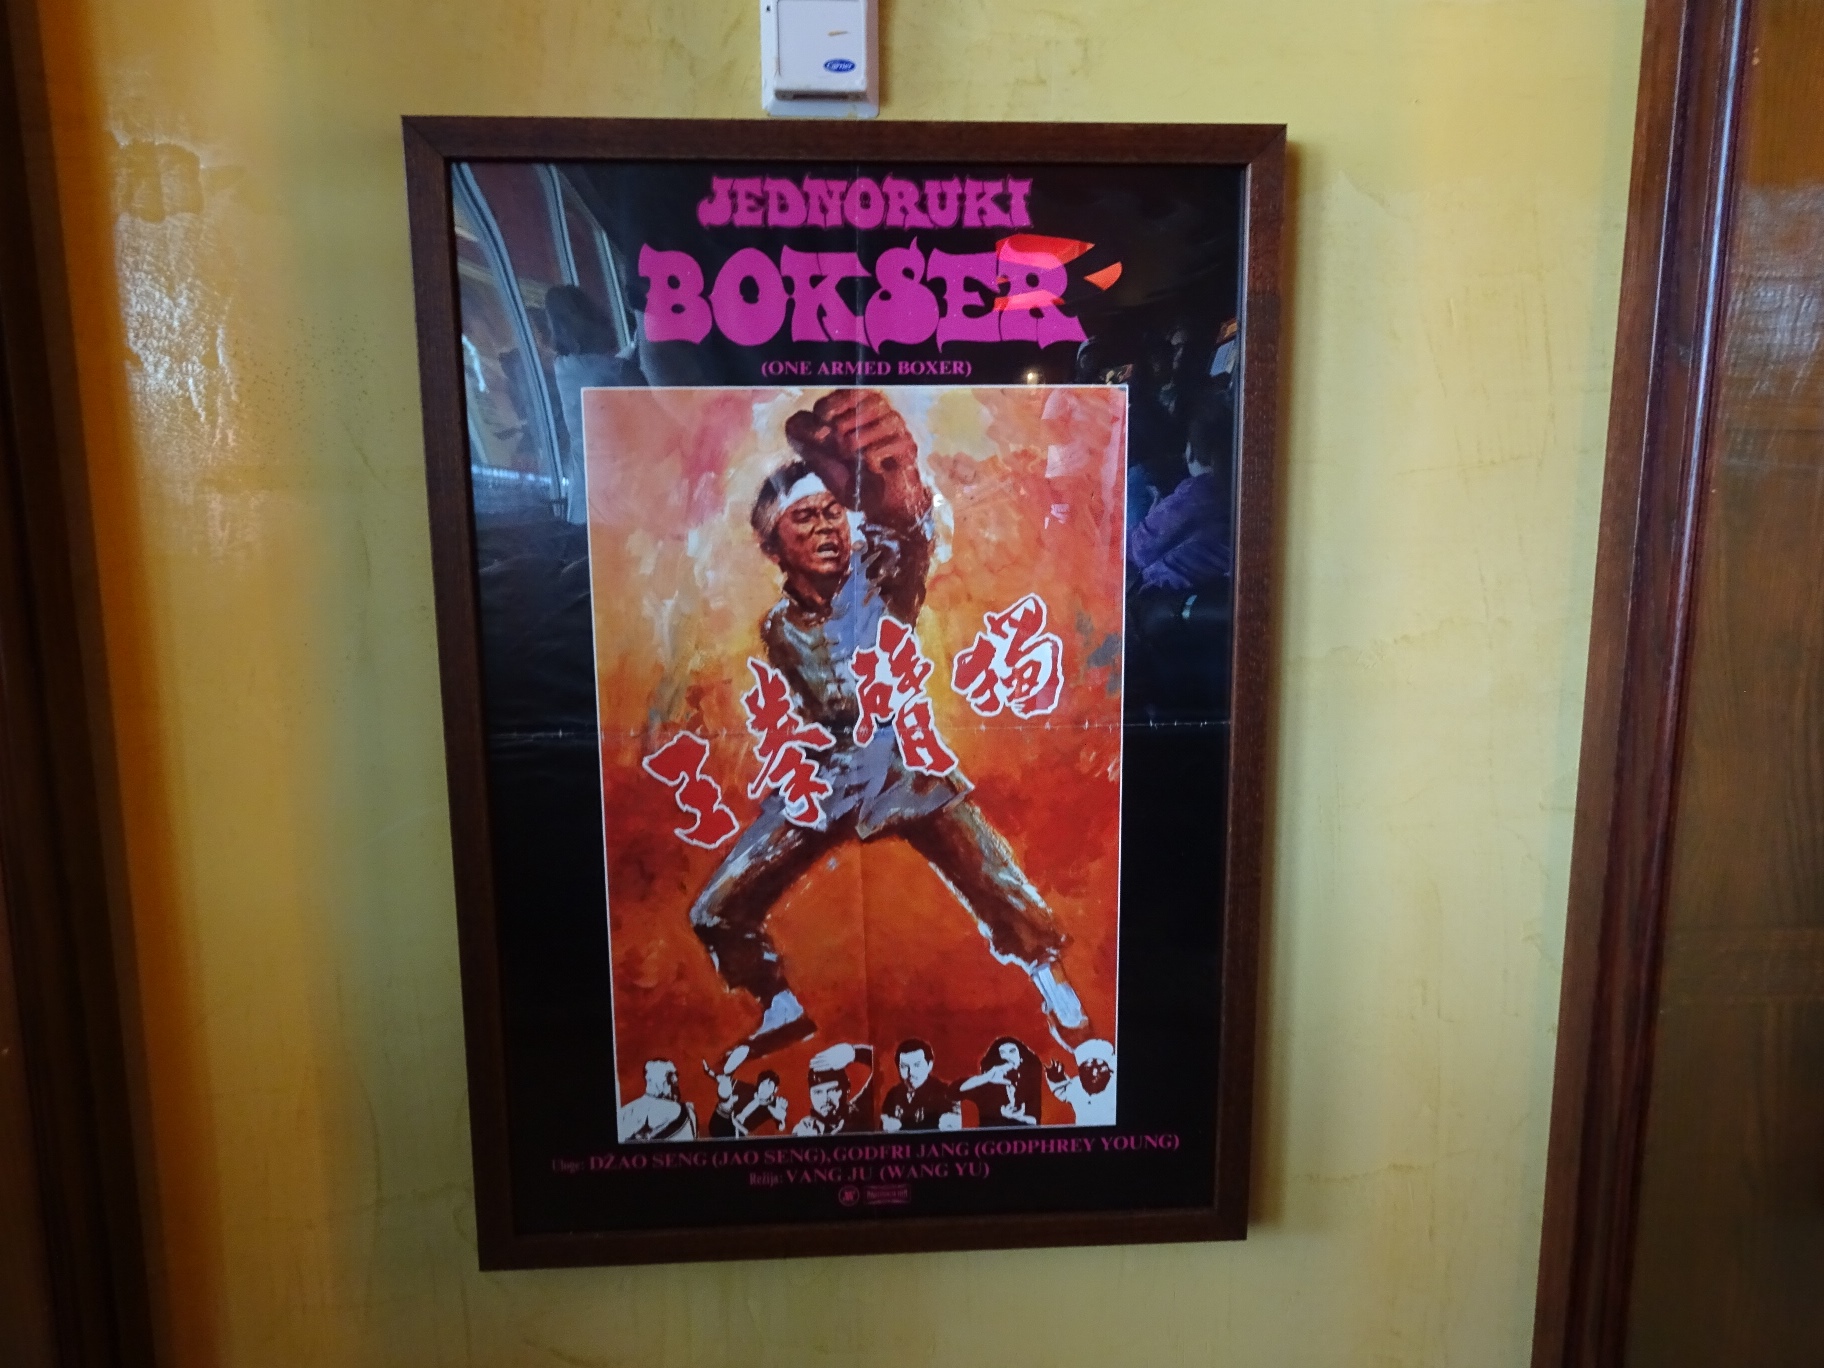 Carrier
JEDNORUKI
BOKSER
(ONE ARMED BOXER)
獨臂拳王
Uloge: DŽAO SENG (JAO SENG), GODFRI JANG (GODPHREY YOUNG)
Režija: VANG JU (WANG YU)